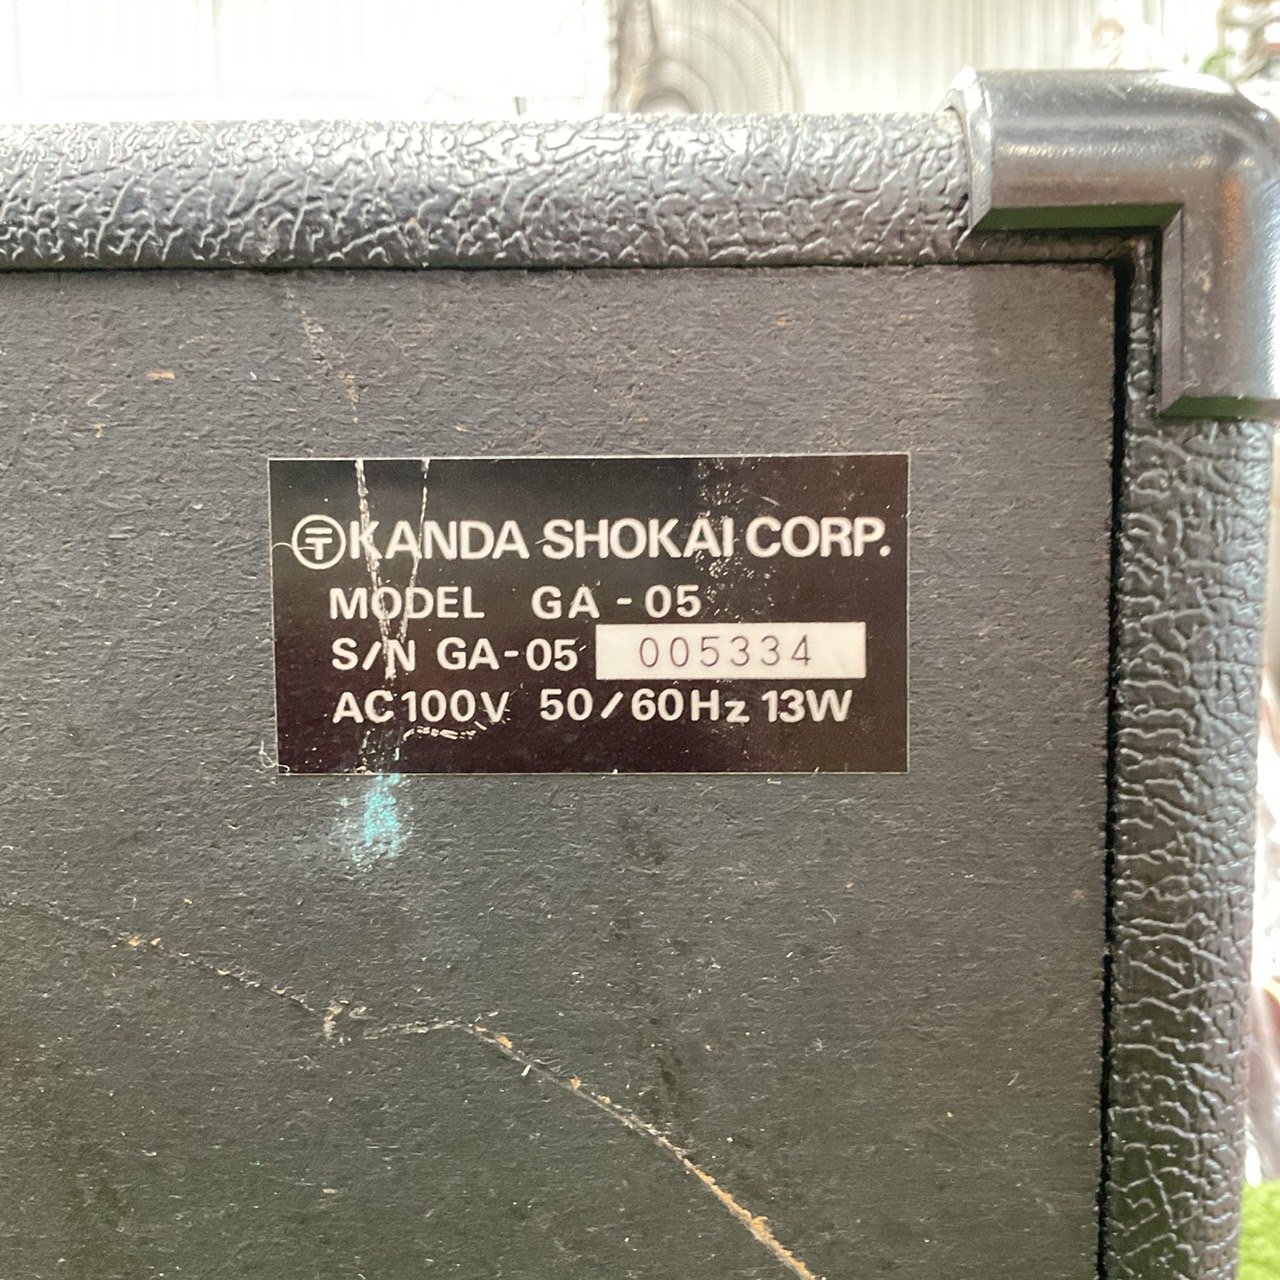 〶KANDA SHOKAI CORP.
MODEL GA-05
S/N GA-05 005334
AC100V 50/60Hz 13W